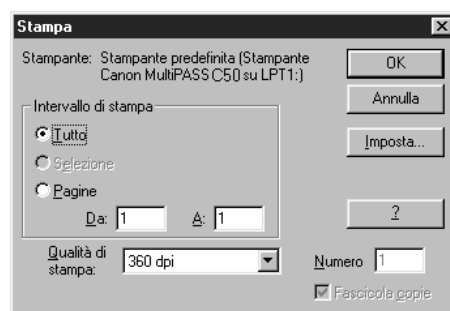 Stampa
Stampante: Stampante predefinita (Stampante
Canon MultiPASS C50 su LPT1:)
OK
Annulla
Imposta...
?
Intervallo di stampa
Tutto
Selezione
Pagine
Da: 1 A: 1
Qualità di
stampa:
360 dpi
Numero 1
Fascicola copie